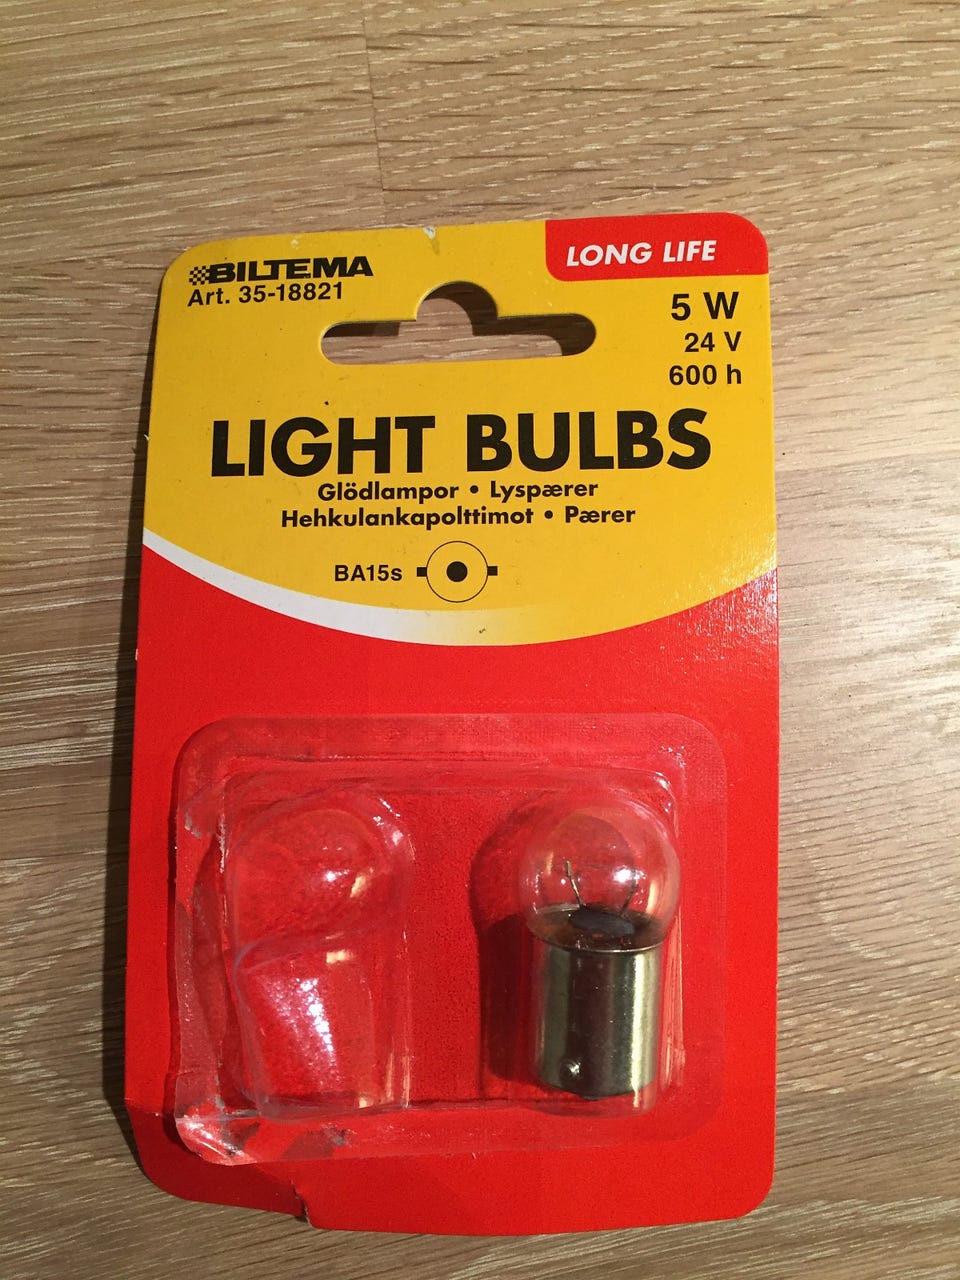 BILTEMA
Art. 35-18821
LONG LIFE
5 W
24 V
600 h
LIGHT BULBS
Glödlampor • Lyspærer
Hehkulankapolttimot • Pærer
BA15s